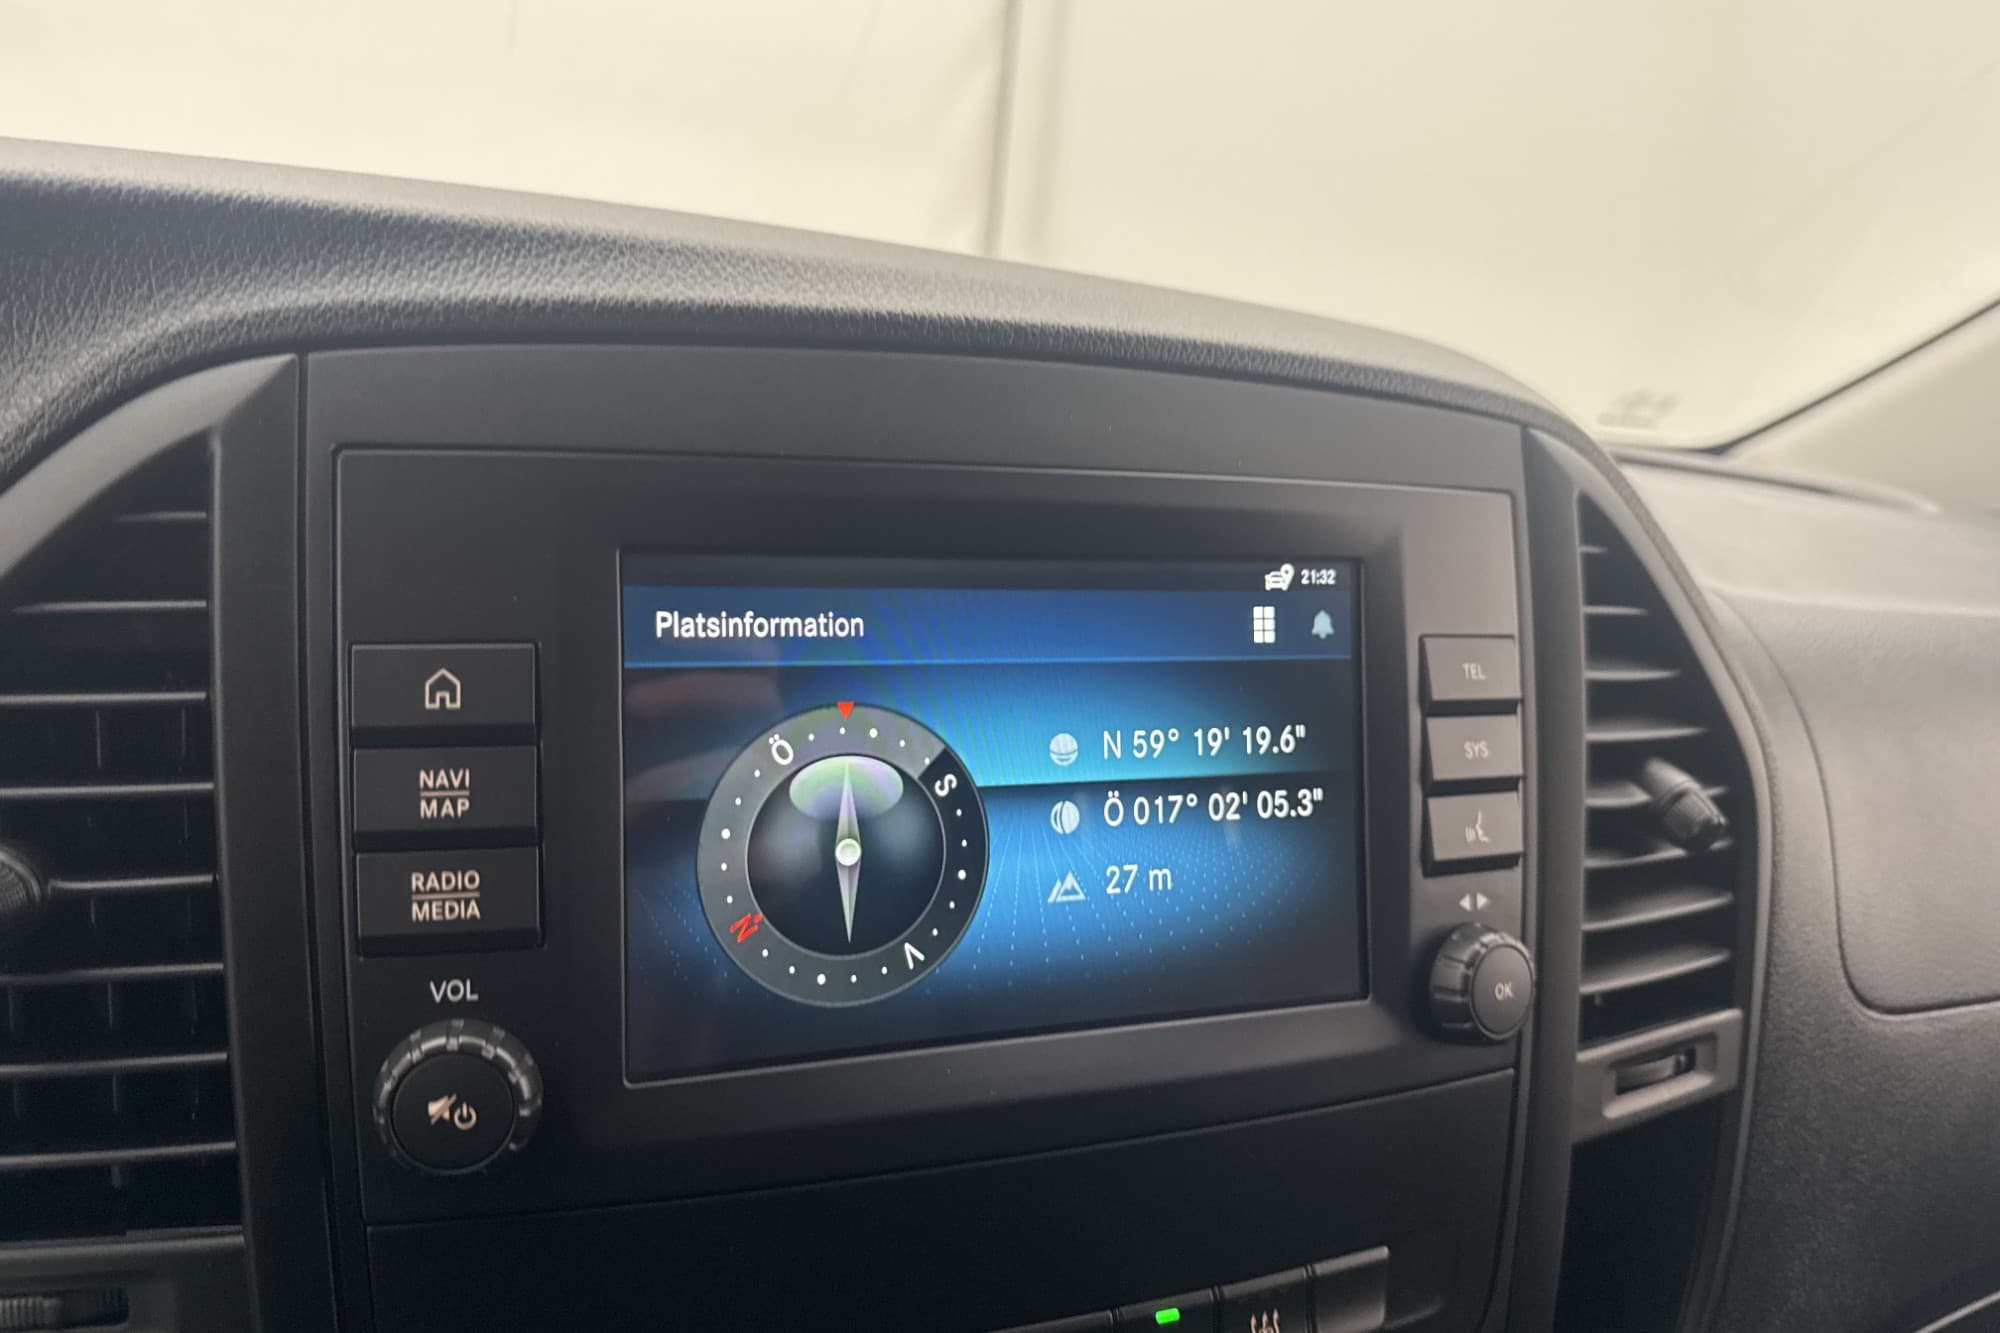 21:32
Platsinformation
Ö
S
N
V
N 59° 19' 19.6"
Ö 017° 02' 05.3"
27 m
NAVI
MAP
RADIO
MEDIA
VOL
TEL
SYS
OK